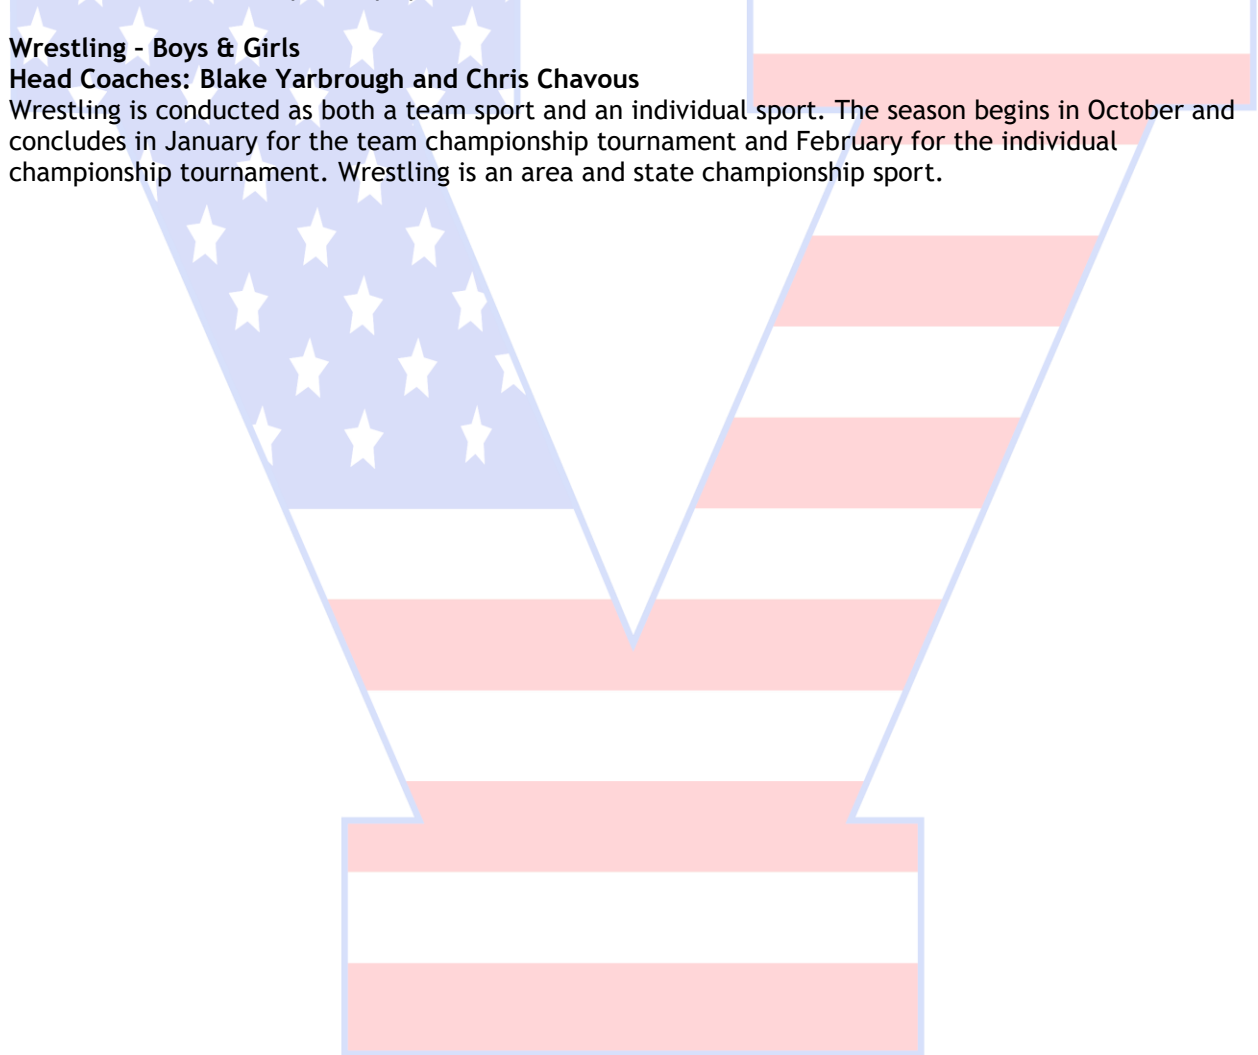 Wrestling – Boys & Girls
Head Coaches: Blake Yarbrough and Chris Chavous
Wrestling is conducted as both a team sport and an individual sport. The season begins in October and
concludes in January for the team championship tournament and February for the individual
championship tournament. Wrestling is an area and state championship sport.